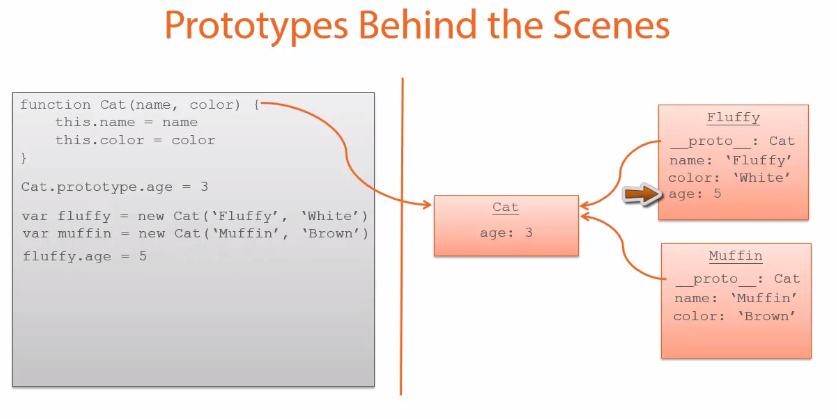 Prototypes Behind the Scenes
function Cat(name, color) {
this.name = name
this.color = color
}
Cat.prototype.age = 3
var fluffy = new Cat(‘Fluffy’, ‘White’)
var muffin = new Cat(‘Muffin’, ‘Brown’)
fluffy.age = 5
Cat
age: 3
Fluffy
__proto__: Cat
name: ‘Fluffy’
color: ‘White’
age: 5
Muffin
__proto__: Cat
name: ‘Muffin’
color: ‘Brown’